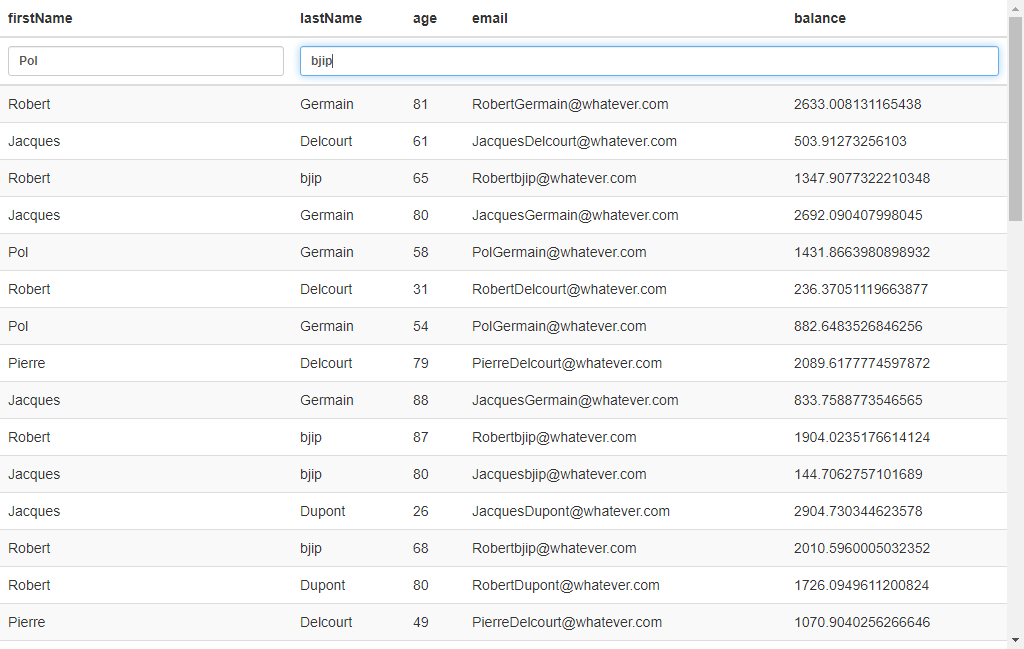 firstName lastName age email balance
Pol bjip
Robert Germain 81 RobertGermain@whatever.com 2633.008131165438
Jacques Delcourt 61 JacquesDelcourt@whatever.com 503.91273256103
Robert bjip 65 Robertbjip@whatever.com 1347.9077322210348
Jacques Germain 80 JacquesGermain@whatever.com 2692.090407998045
Pol Germain 58 PolGermain@whatever.com 1431.8663980898932
Robert Delcourt 31 RobertDelcourt@whatever.com 236.37051119663877
Pol Germain 54 PolGermain@whatever.com 882.6483526846256
Pierre Delcourt 79 PierreDelcourt@whatever.com 2089.6177774597872
Jacques Germain 88 JacquesGermain@whatever.com 833.7588773546565
Robert bjip 87 Robertbjip@whatever.com 1904.0235176614124
Jacques bjip 80 Jacquesbjip@whatever.com 144.7062757101689
Jacques Dupont 26 JacquesDupont@whatever.com 2904.730344623578
Robert bjip 68 Robertbjip@whatever.com 2010.5960005032352
Robert Dupont 80 RobertDupont@whatever.com 1726.0949611200824
Pierre Delcourt 49 PierreDelcourt@whatever.com 1070.9040256266646